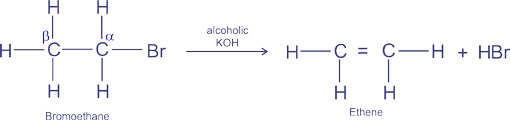 H H
β α
H C C Br
H H
Bromoethane
alcoholic
KOH
H C = C H + HBr
H H
Ethene